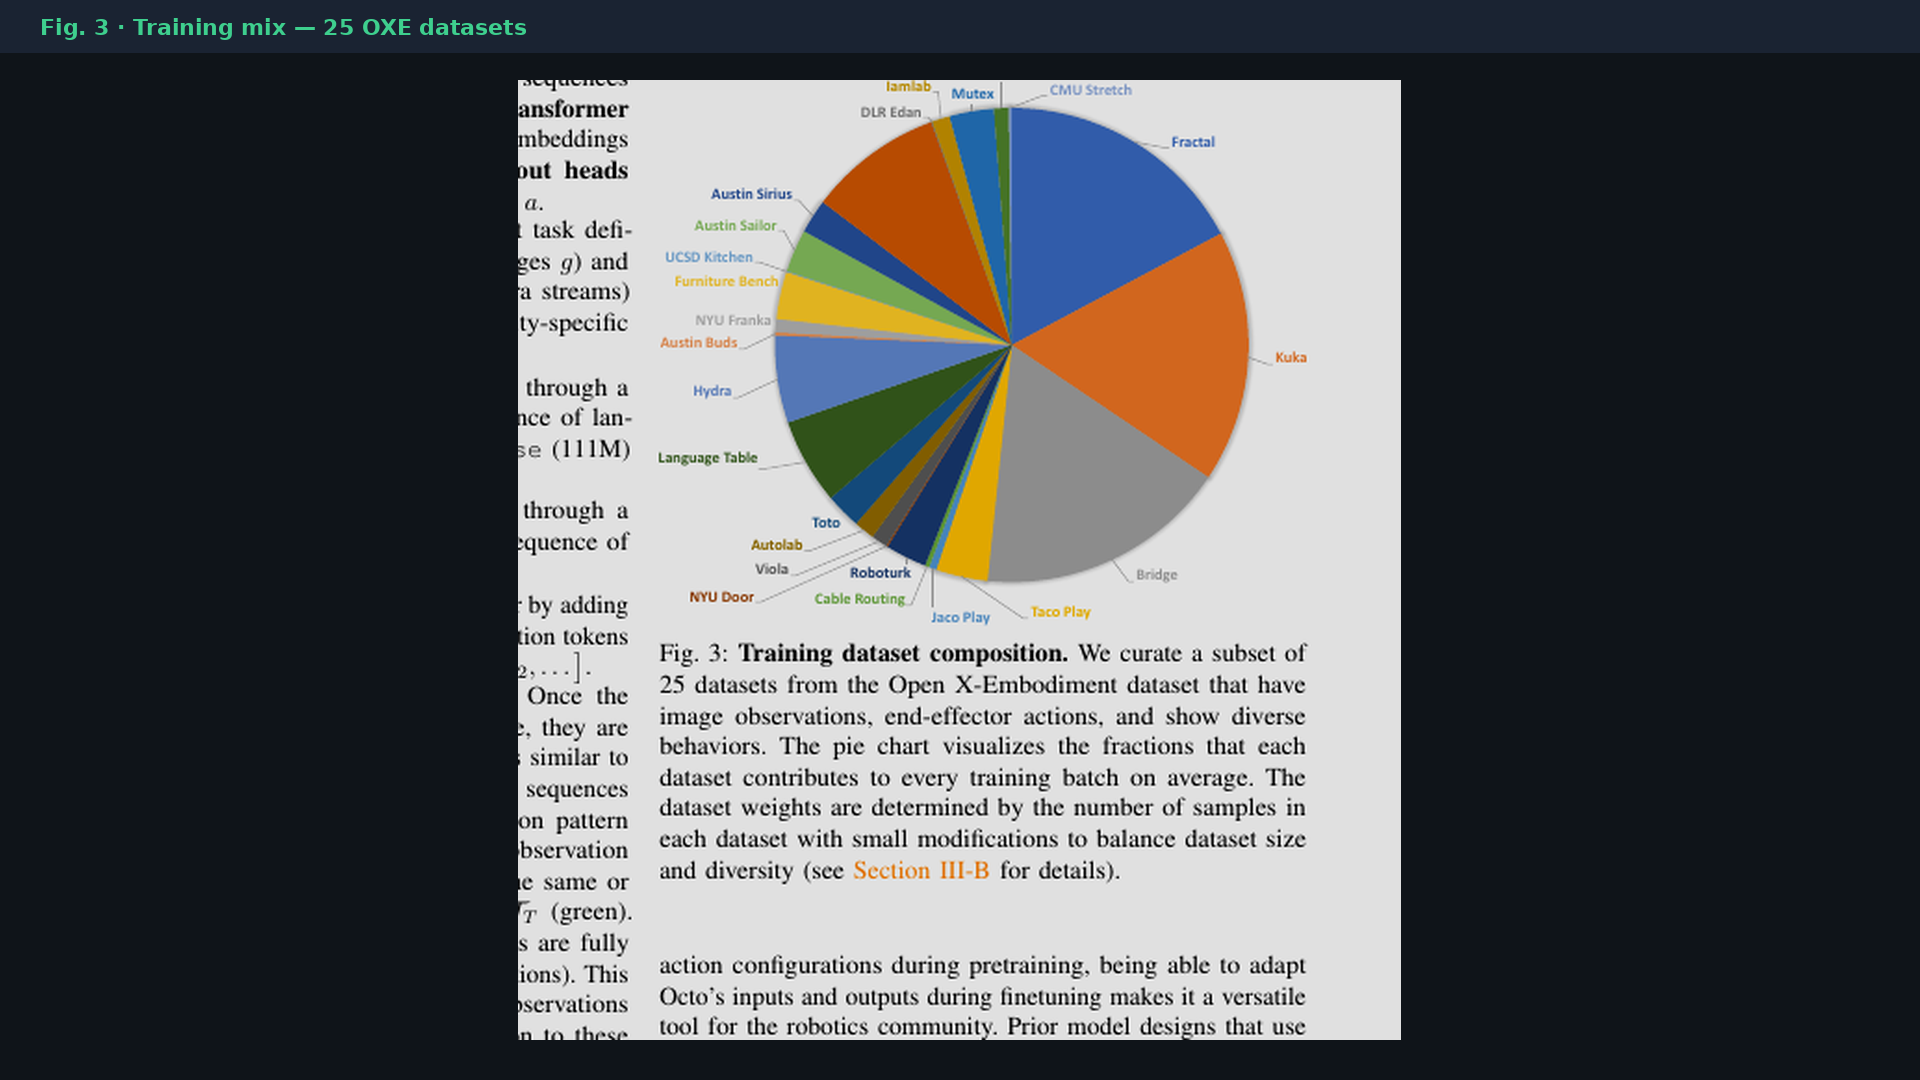 Fig. 3 · Training mix — 25 OXE datasets
sequences
ansformer
mbeddings
out heads
a.
t task defi-
ges g) and
ra streams)
ty-specific
through a
nce of lan-
se (111M)
through a
equence of
r by adding
tion tokens
2, . . .].
Once the
e, they are
s similar to
sequences
on pattern
bservation
ne same or
T (green).
s are fully
ions). This
oservations
n to these
Iamlab
Mutex
CMU Stretch
DLR Edan
Fractal
Austin Sirius
Austin Sailor
UCSD Kitchen
Furniture Bench
NYU Franka
Austin Buds
Kuka
Hydra
Language Table
Toto
Autolab
Viola
Roboturk
Bridge
NYU Door
Cable Routing
Jaco Play
Taco Play
Fig. 3: Training dataset composition. We curate a subset of
25 datasets from the Open X-Embodiment dataset that have
image observations, end-effector actions, and show diverse
behaviors. The pie chart visualizes the fractions that each
dataset contributes to every training batch on average. The
dataset weights are determined by the number of samples in
each dataset with small modifications to balance dataset size
and diversity (see Section III-B for details).
action configurations during pretraining, being able to adapt
Octo's inputs and outputs during finetuning makes it a versatile
tool for the robotics community. Prior model designs that use